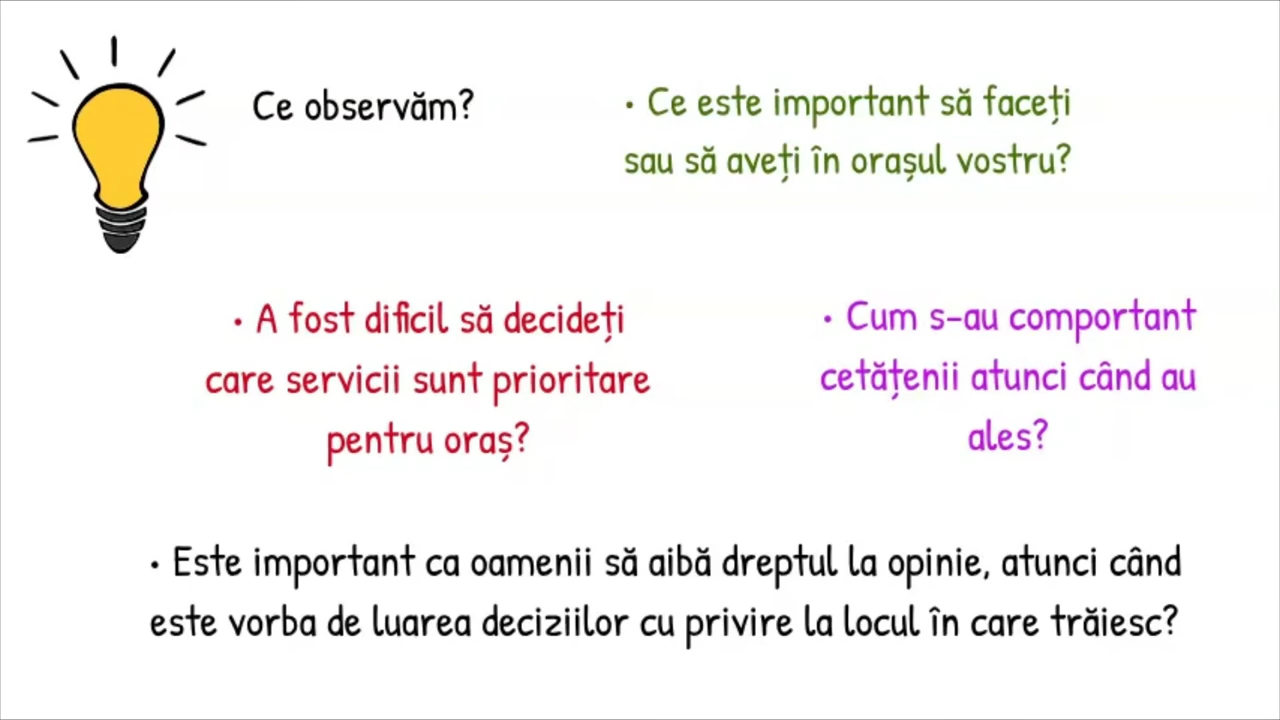 Ce observăm?
• Ce este important să faceți
sau să aveți în orașul vostru?
• A fost dificil să decideți
care servicii sunt prioritare
pentru oraș?
• Cum s-au comportant
cetățenii atunci când au
ales?
• Este important ca oamenii să aibă dreptul la opinie, atunci când
este vorba de luarea deciziilor cu privire la locul în care trăiesc?